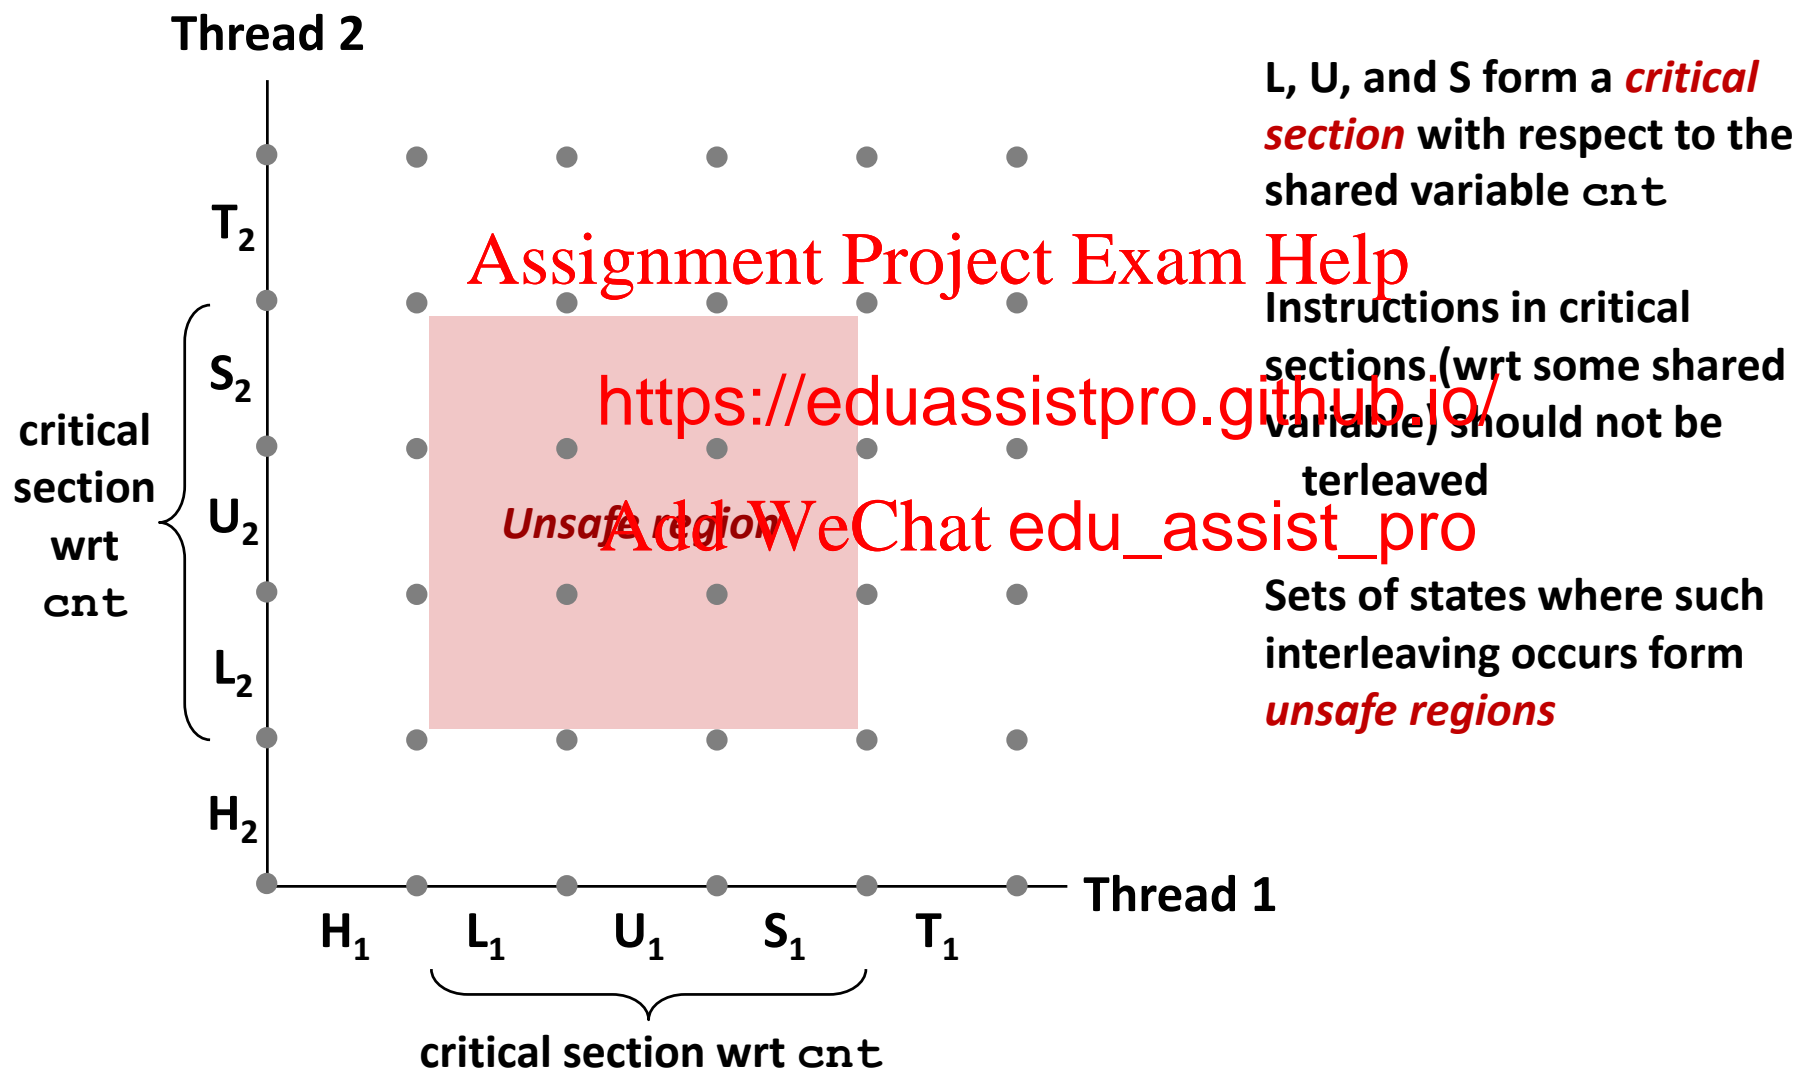 Thread 2
L, U, and S form a critical
section with respect to the
shared variable cnt
T2
Assignment Project Exam Help
Instructions in critical
sections (wrt some shared
S2
https://eduassistpro.github.io/
variable) should not be
critical
section
wrt
cnt
terleaved
U2
Unsafe region
Add WeChat edu_assist_pro
Sets of states where such
interleaving occurs form
unsafe regions
L2
H2
Thread 1
H1 L1 U1 S1 T1
critical section wrt cnt